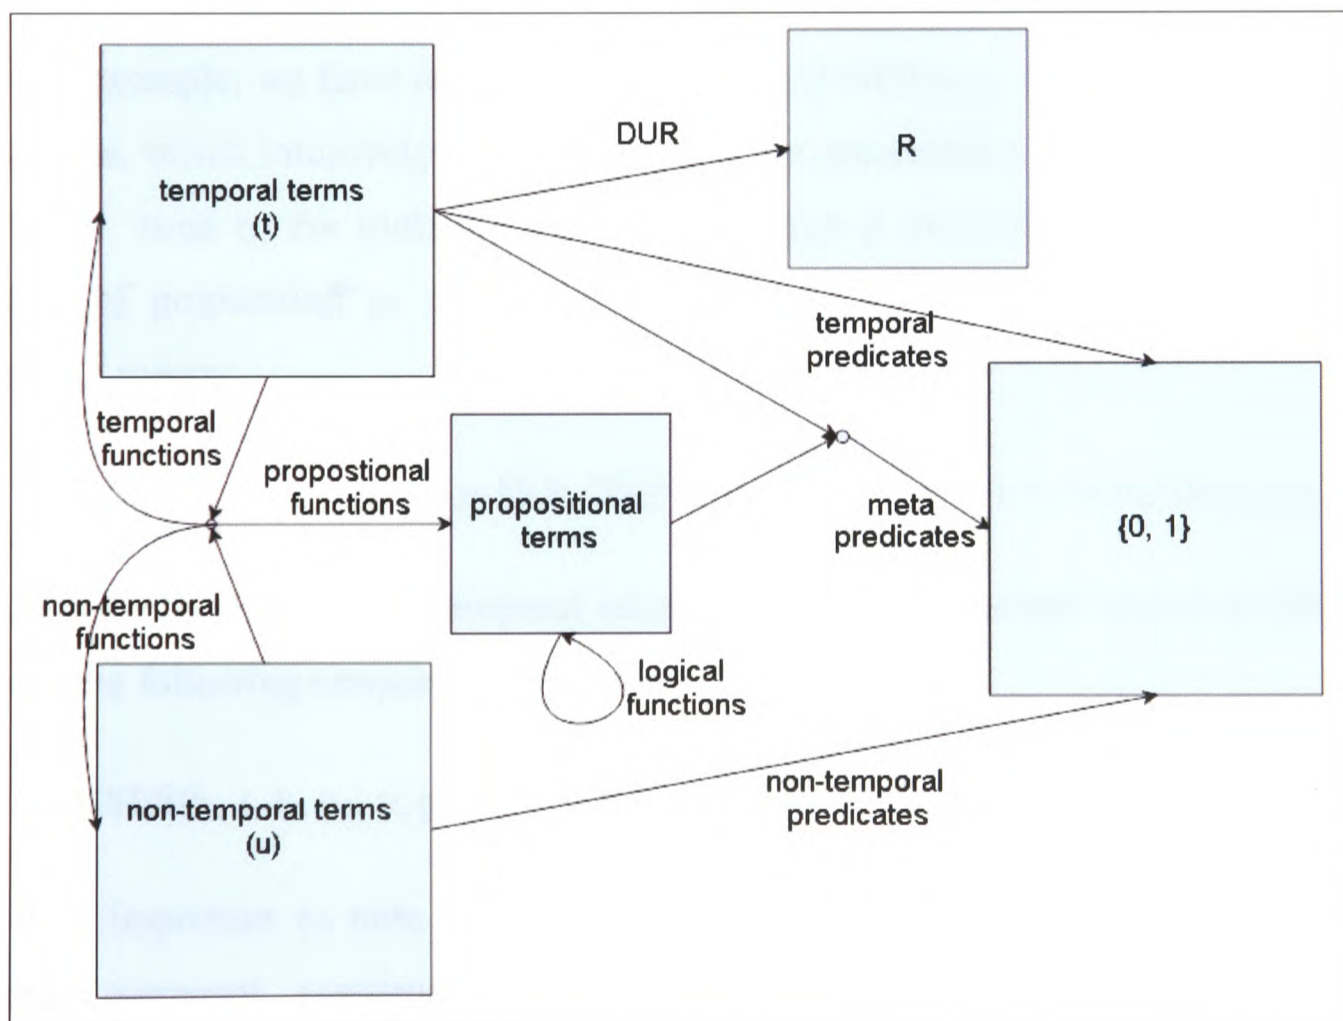 temporal terms
(t)
DUR
R
temporal
predicates
temporal
functions
propostional
functions
propositional
terms
meta
predicates
{0, 1}
non-temporal
functions
logical
functions
non-temporal terms
(u)
non-temporal
predicates